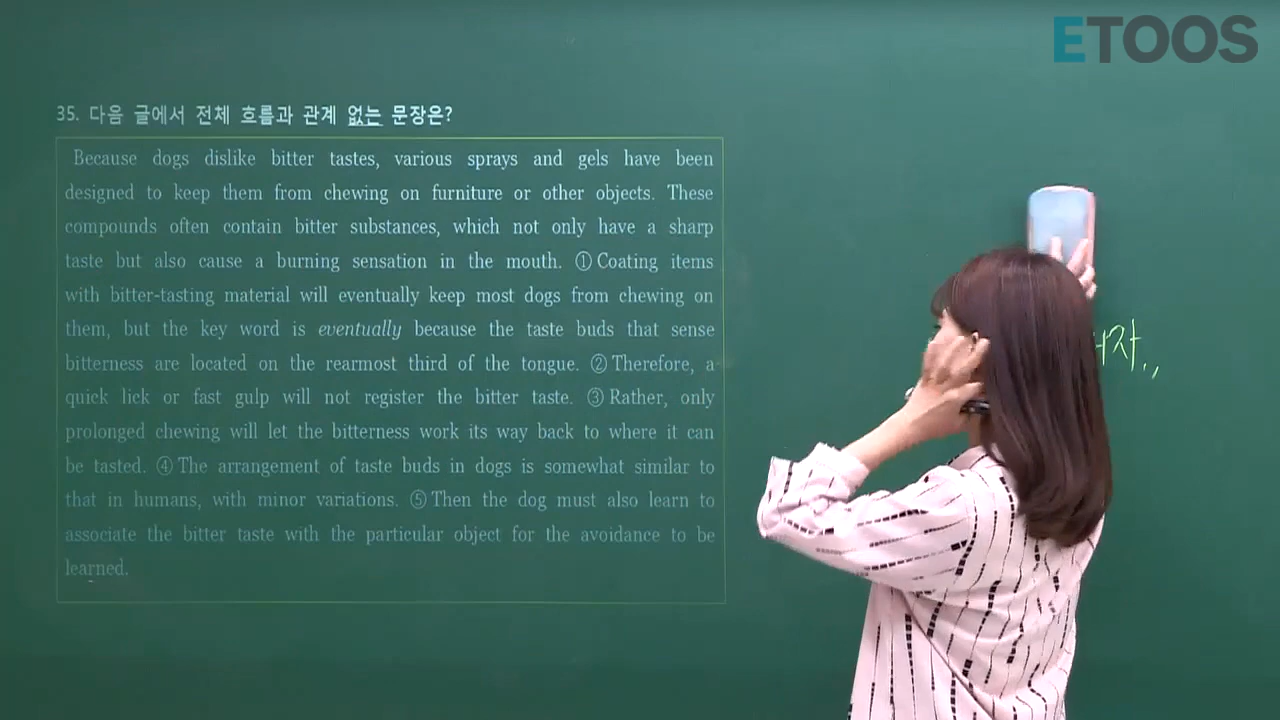 ETOOS
35. 다음 글에서 전체 흐름과 관계 없는 문장은?
Because dogs dislike bitter tastes, various sprays and gels have been
designed to keep them from chewing on furniture or other objects. These
compounds often contain bitter substances, which not only have a sharp
taste but also cause a burning sensation in the mouth. ① Coating items
with bitter-tasting material will eventually keep most dogs from chewing on
them, but the key word is eventually because the taste buds that sense
bitterness are located on the rearmost third of the tongue. ② Therefore, a
quick lick or fast gulp will not register the bitter taste. ③ Rather, only
prolonged chewing will let the bitterness work its way back to where it can
be tasted. ④ The arrangement of taste buds in dogs is somewhat similar to
that in humans, with minor variations. ⑤ Then the dog must also learn to
associate the bitter taste with the particular object for the avoidance to be
learned.